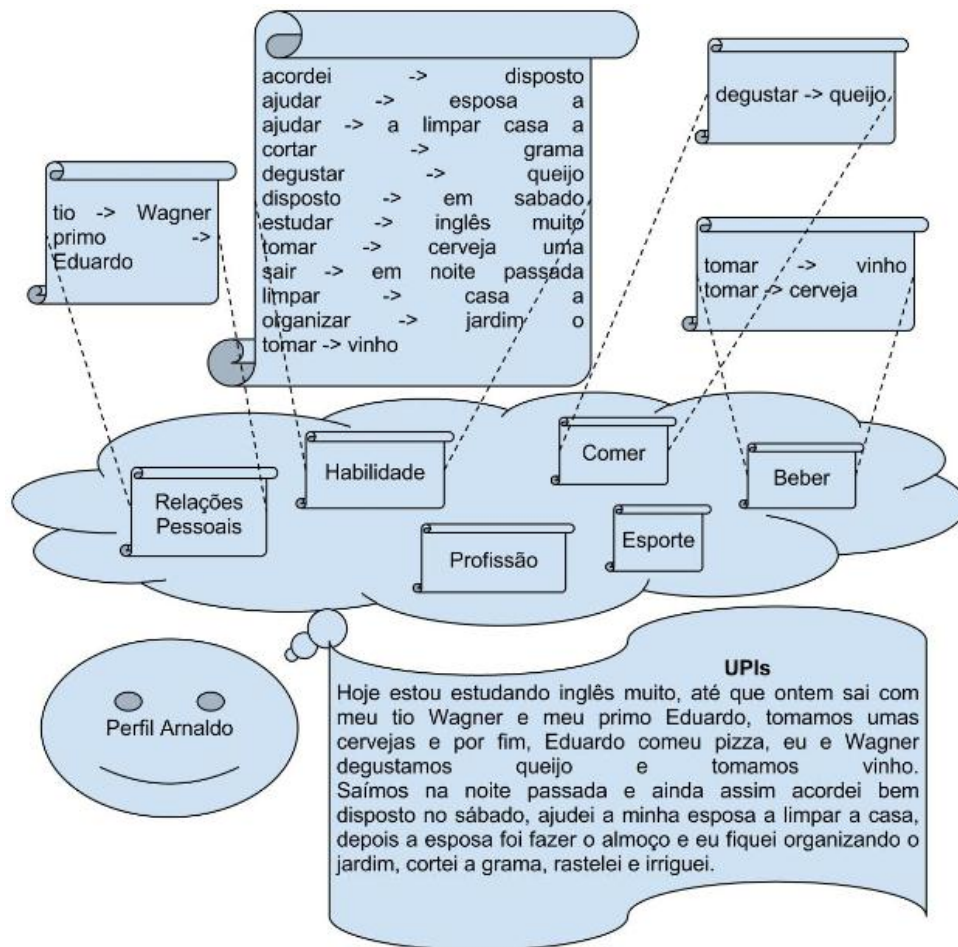 acordei -> disposto
ajudar -> esposa a
ajudar -> a limpar casa a
cortar -> grama
degustar -> queijo
disposto -> em sabado
estudar -> inglês muito
tomar -> cerveja uma
sair -> em noite passada
limpar -> casa a
organizar -> jardim o
tomar -> vinho
degustar -> queijo
tio -> Wagner
primo ->
Eduardo
tomar -> vinho
tomar -> cerveja
Relações
Pessoais
Habilidade
Comer
Beber
Profissão
Esporte
Perfil Arnaldo
UPIs
Hoje estou estudando inglês muito, até que ontem sai com
meu tio Wagner e meu primo Eduardo, tomamos umas
cervejas e por fim, Eduardo comeu pizza, eu e Wagner
degustamos queijo e tomamos vinho.
Saímos na noite passada e ainda assim acordei bem
disposto no sábado, ajudei a minha esposa a limpar a casa,
depois a esposa foi fazer o almoço e eu fiquei organizando o
jardim, cortei a grama, rastelei e irriguei.